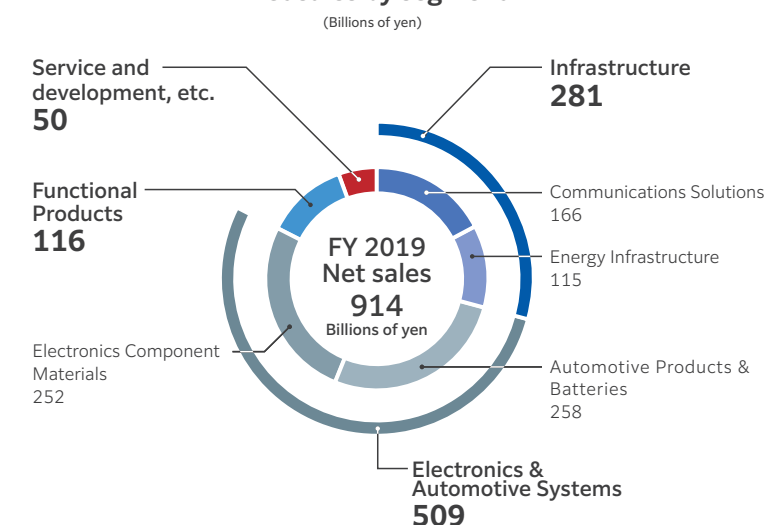 (Billions of yen)
Service and
development, etc.
50
Infrastructure
281
Functional
Products
116
Communications Solutions
166
Energy Infrastructure
115
FY 2019
Net sales
914
Billions of yen
Electronics Component
Materials
252
Automotive Products &
Batteries
258
Electronics &
Automotive Systems
509